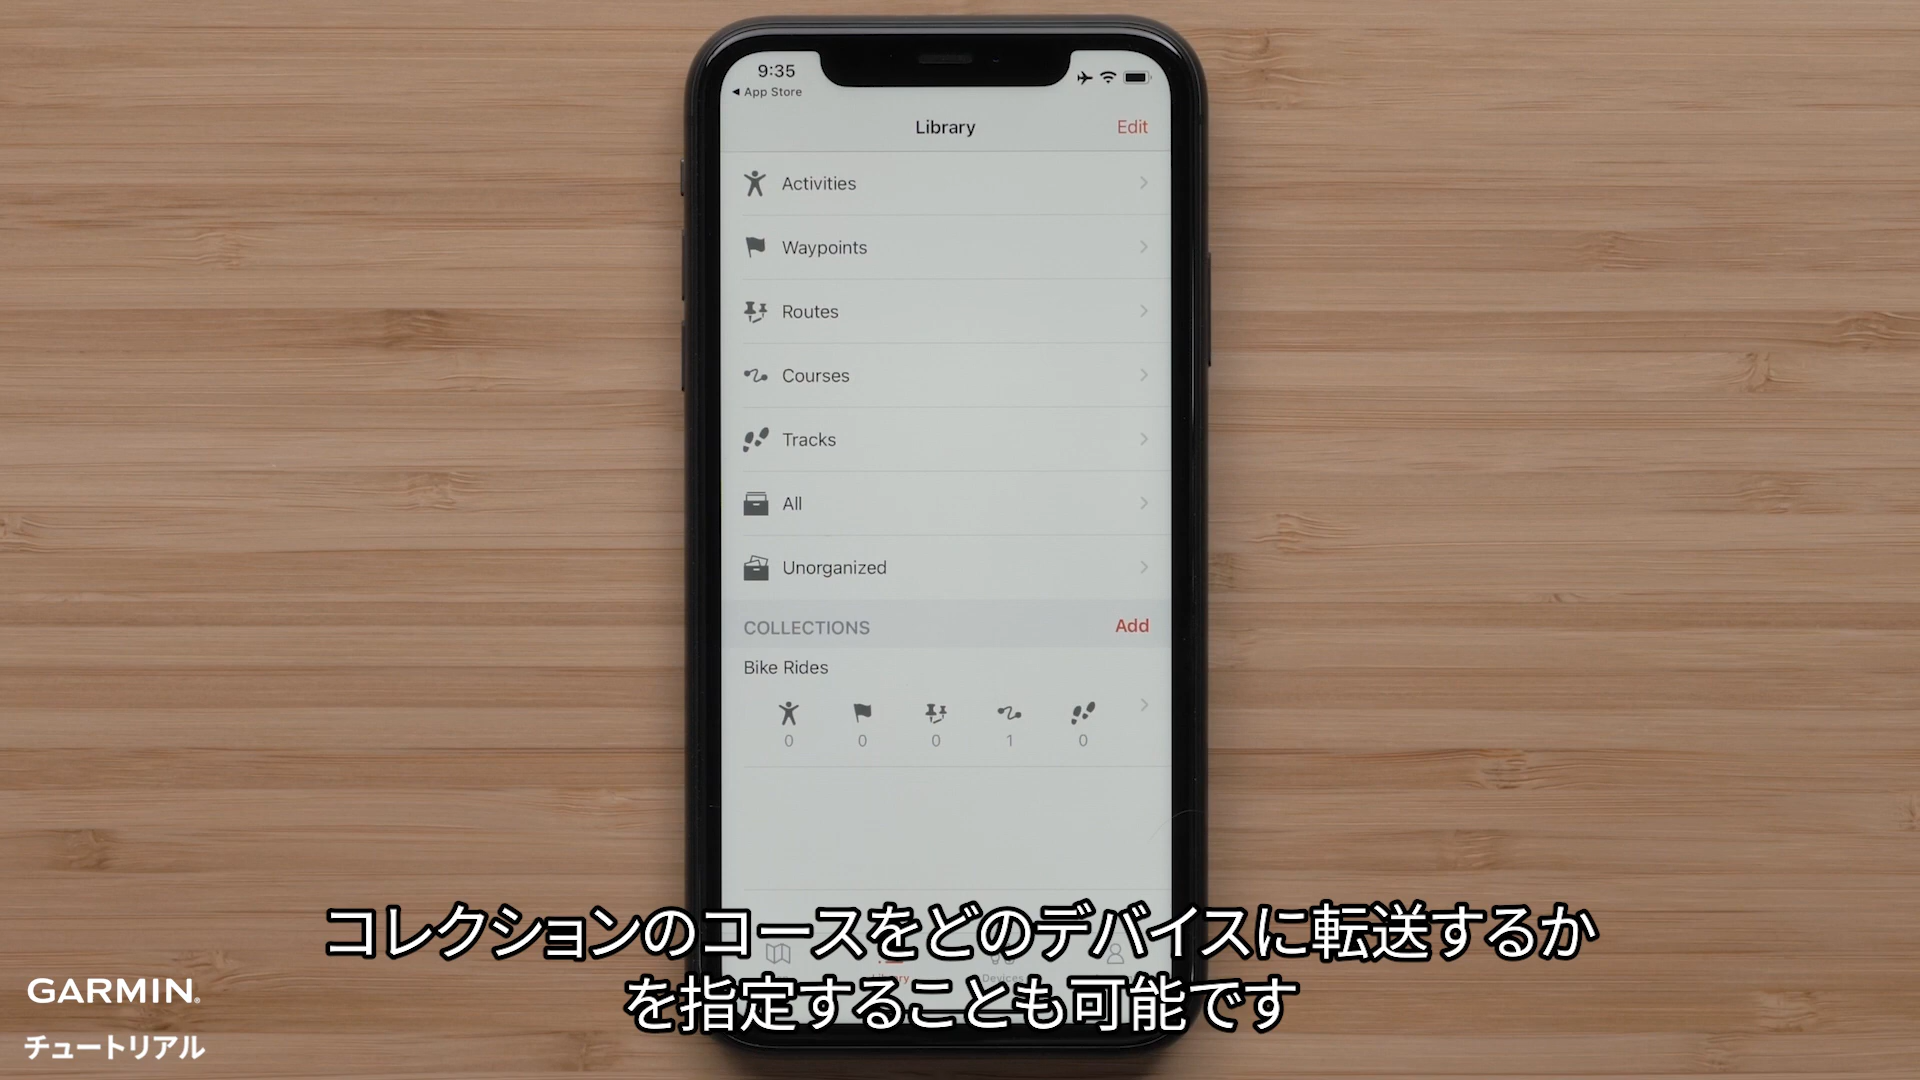 9:35
App Store
Library
Edit
Activities
Waypoints
Routes
Courses
Tracks
All
Unorganized
COLLECTIONS
Add
Bike Rides
0 0 0 1 0
Devices
コレクションのコースをどのデバイスに転送するか
を指定することも可能です
GARMIN.
チュートリアル